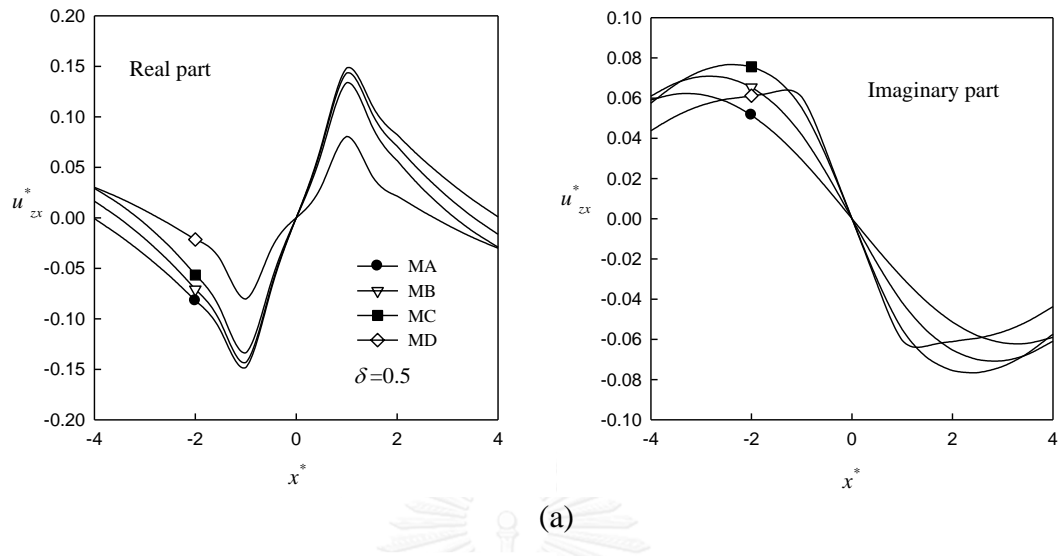 0.20
0.15
0.10
0.05
0.00
-0.05
-0.10
-0.15
-0.20
u*zx
Real part
MA
MB
MC
MD
δ=0.5
-4 -2 0 2 4
x*
0.10
0.08
0.06
0.04
0.02
0.00
-0.02
-0.04
-0.06
-0.08
-0.10
u*zx
Imaginary part
-4 -2 0 2 4
x*
(a)